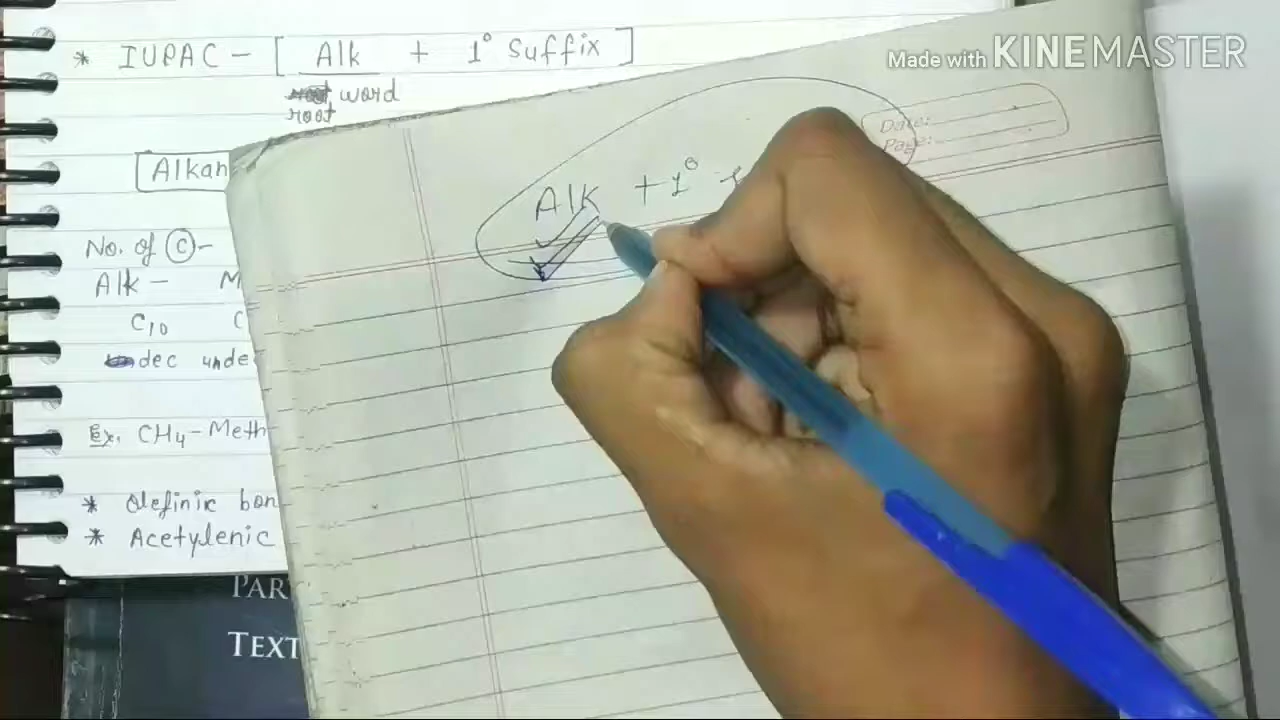 Made with KINEMASTER
* IUPAC - [ Alk + 1° Suffix ]
word
root
Date:
Page:
Alkan
Alk + 1°
No. of C -
Alk - M
C10 C
dec unde
Ex. CH4 - Meth
* Olefinic bon
* Acetylenic
PAR
TEXT